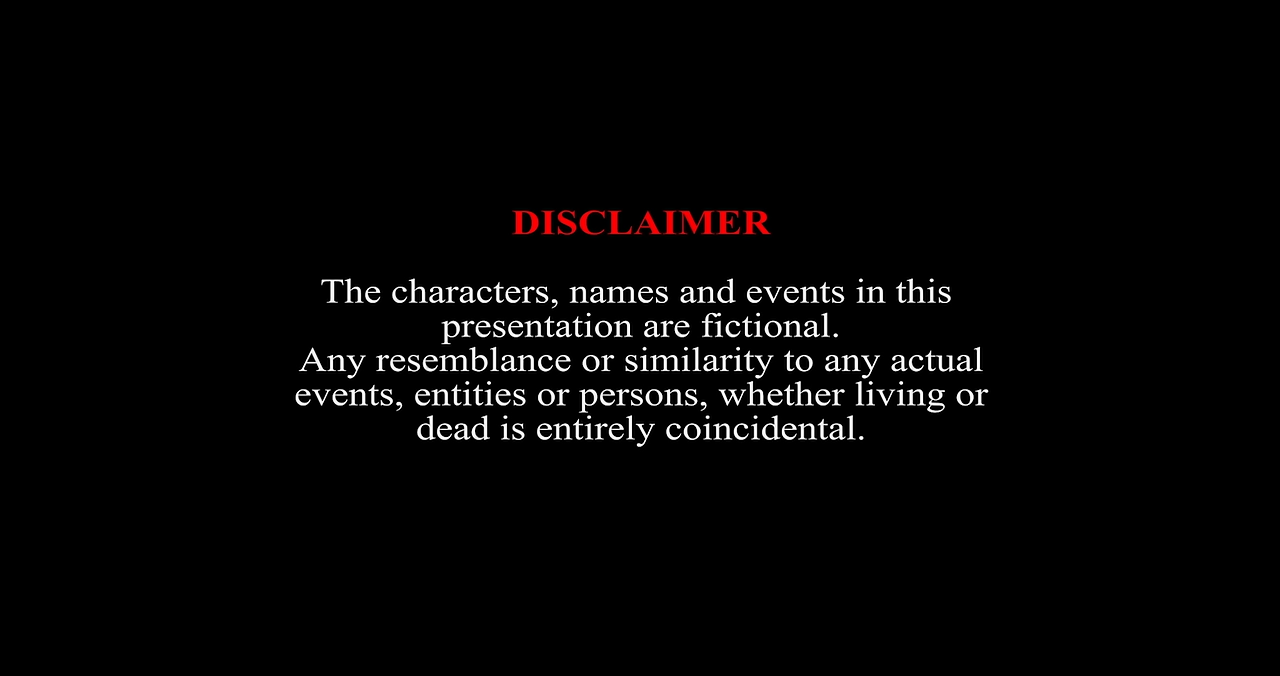 DISCLAIMER
The characters, names and events in this
presentation are fictional.
Any resemblance or similarity to any actual
events, entities or persons, whether living or
dead is entirely coincidental.